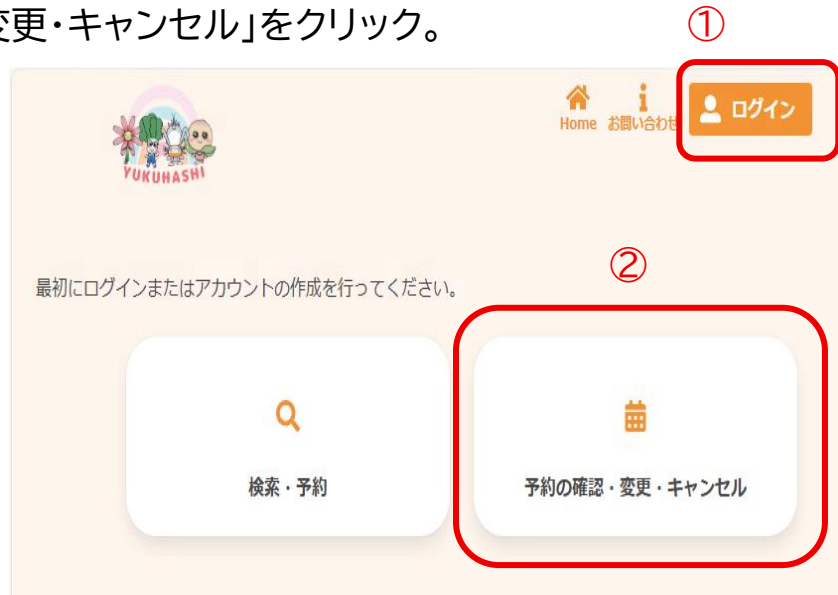 変更・キャンセル」をクリック。
①
Home お問い合わせ ログイン
YUKUHASHI
②
最初にログインまたはアカウントの作成を行ってください。
検索・予約
予約の確認・変更・キャンセル